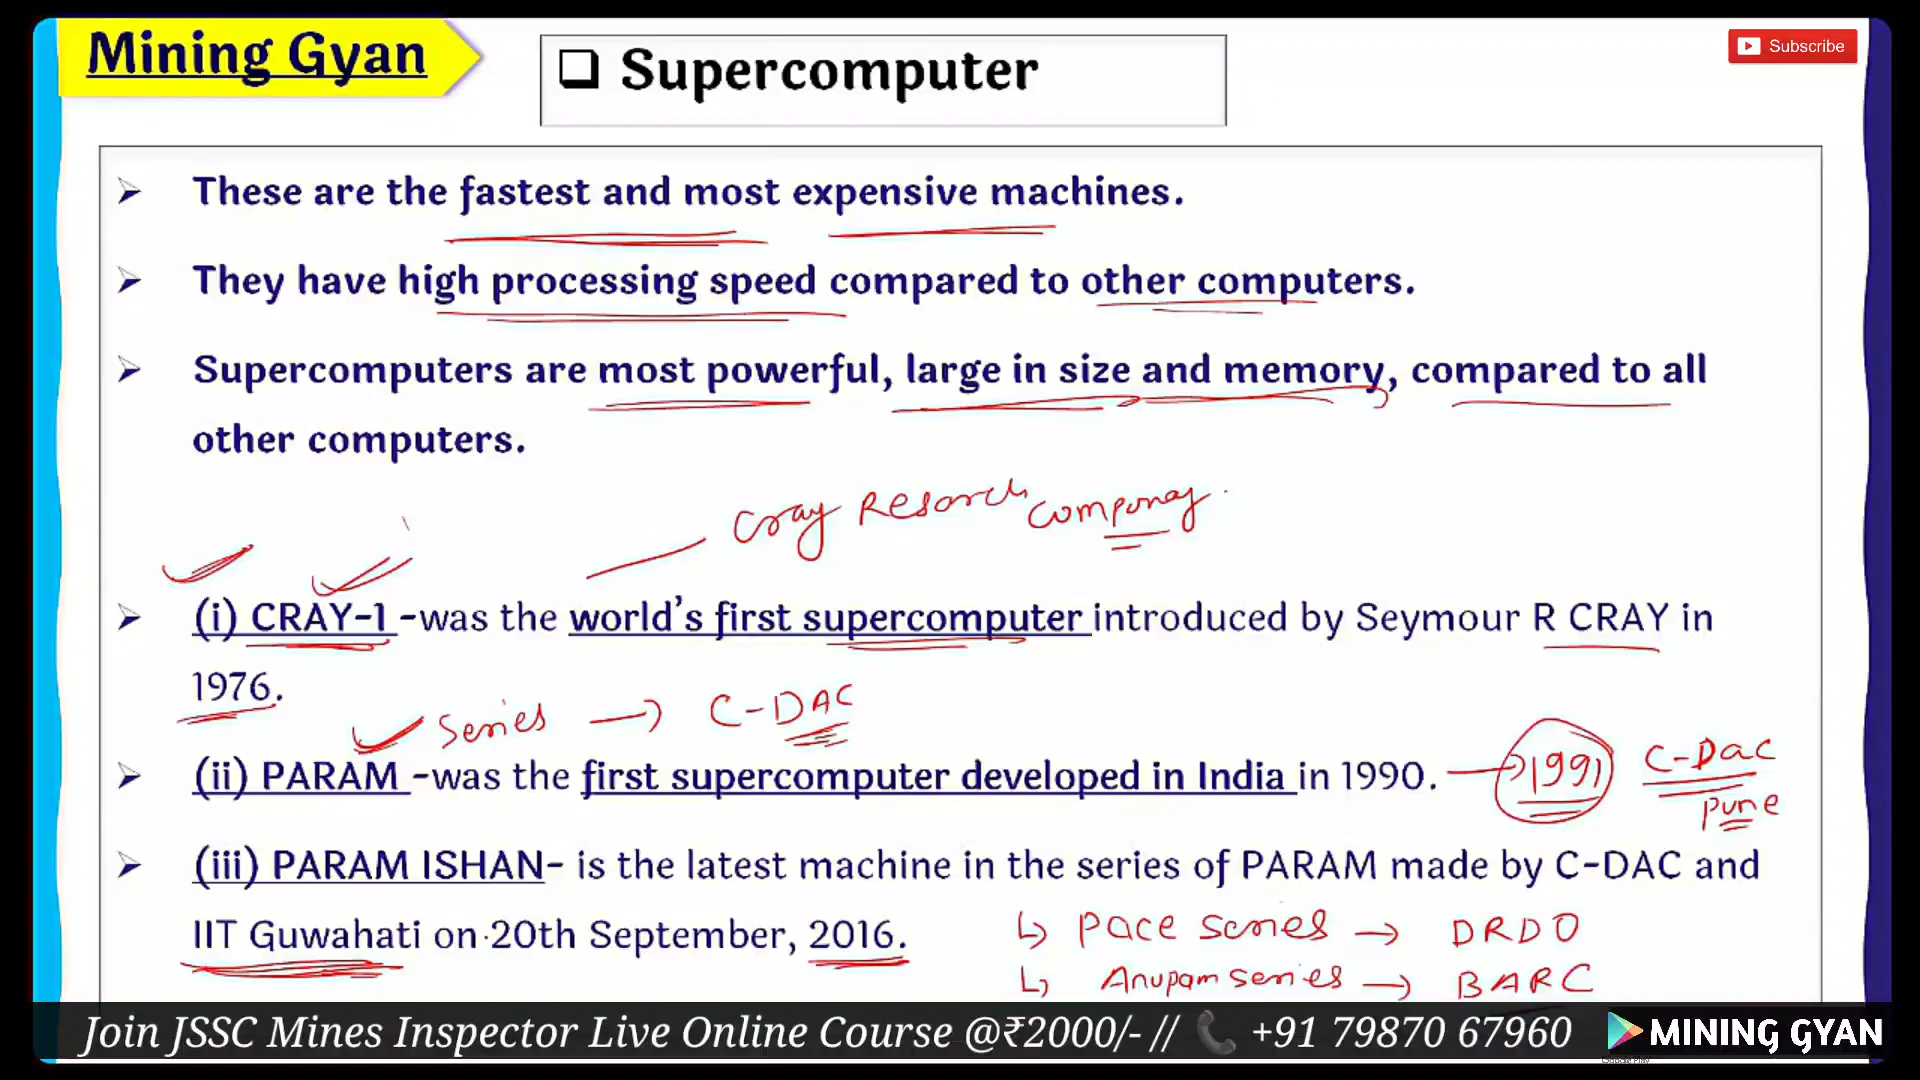 Mining Gyan
Supercomputer
Subscribe
These are the fastest and most expensive machines.
They have high processing speed compared to other computers.
Supercomputers are most powerful, large in size and memory, compared to all
other computers.
Cray Research Company.
(i) CRAY-1 -was the world's first supercomputer introduced by Seymour R CRAY in
1976.
Series → C-DAC
(ii) PARAM -was the first supercomputer developed in India in 1990. → 1991 C-DAC
Pune
(iii) PARAM ISHAN- is the latest machine in the series of PARAM made by C-DAC and
IIT Guwahati on 20th September, 2016.
↳ PACE Series → DRDO
↳ Anupam series → BARC
Join JSSC Mines Inspector Live Online Course @₹2000/- // 📞 +91 79870 67960 MINING GYAN
Google Play